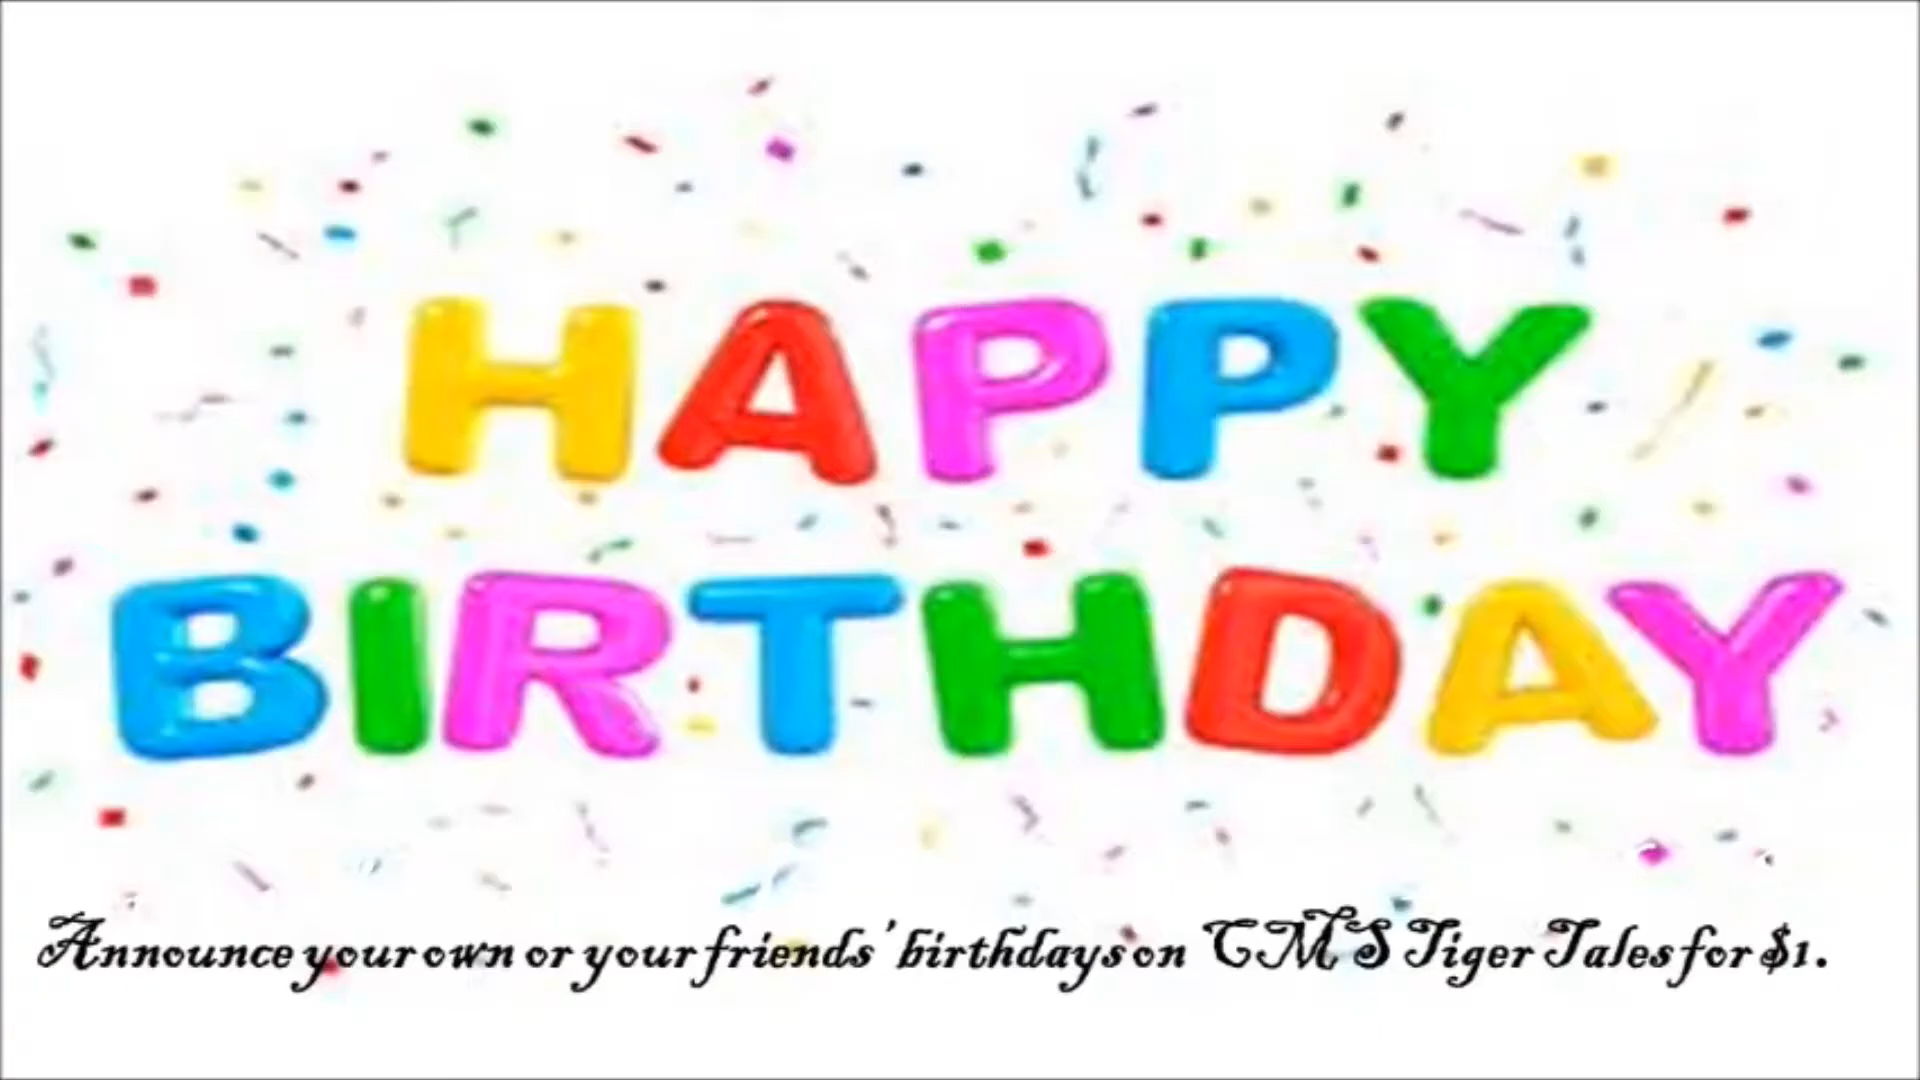 HAPPY
BIRTHDAY
Announce your own or your friends' birthdays on CMS Tiger Tales for $1.